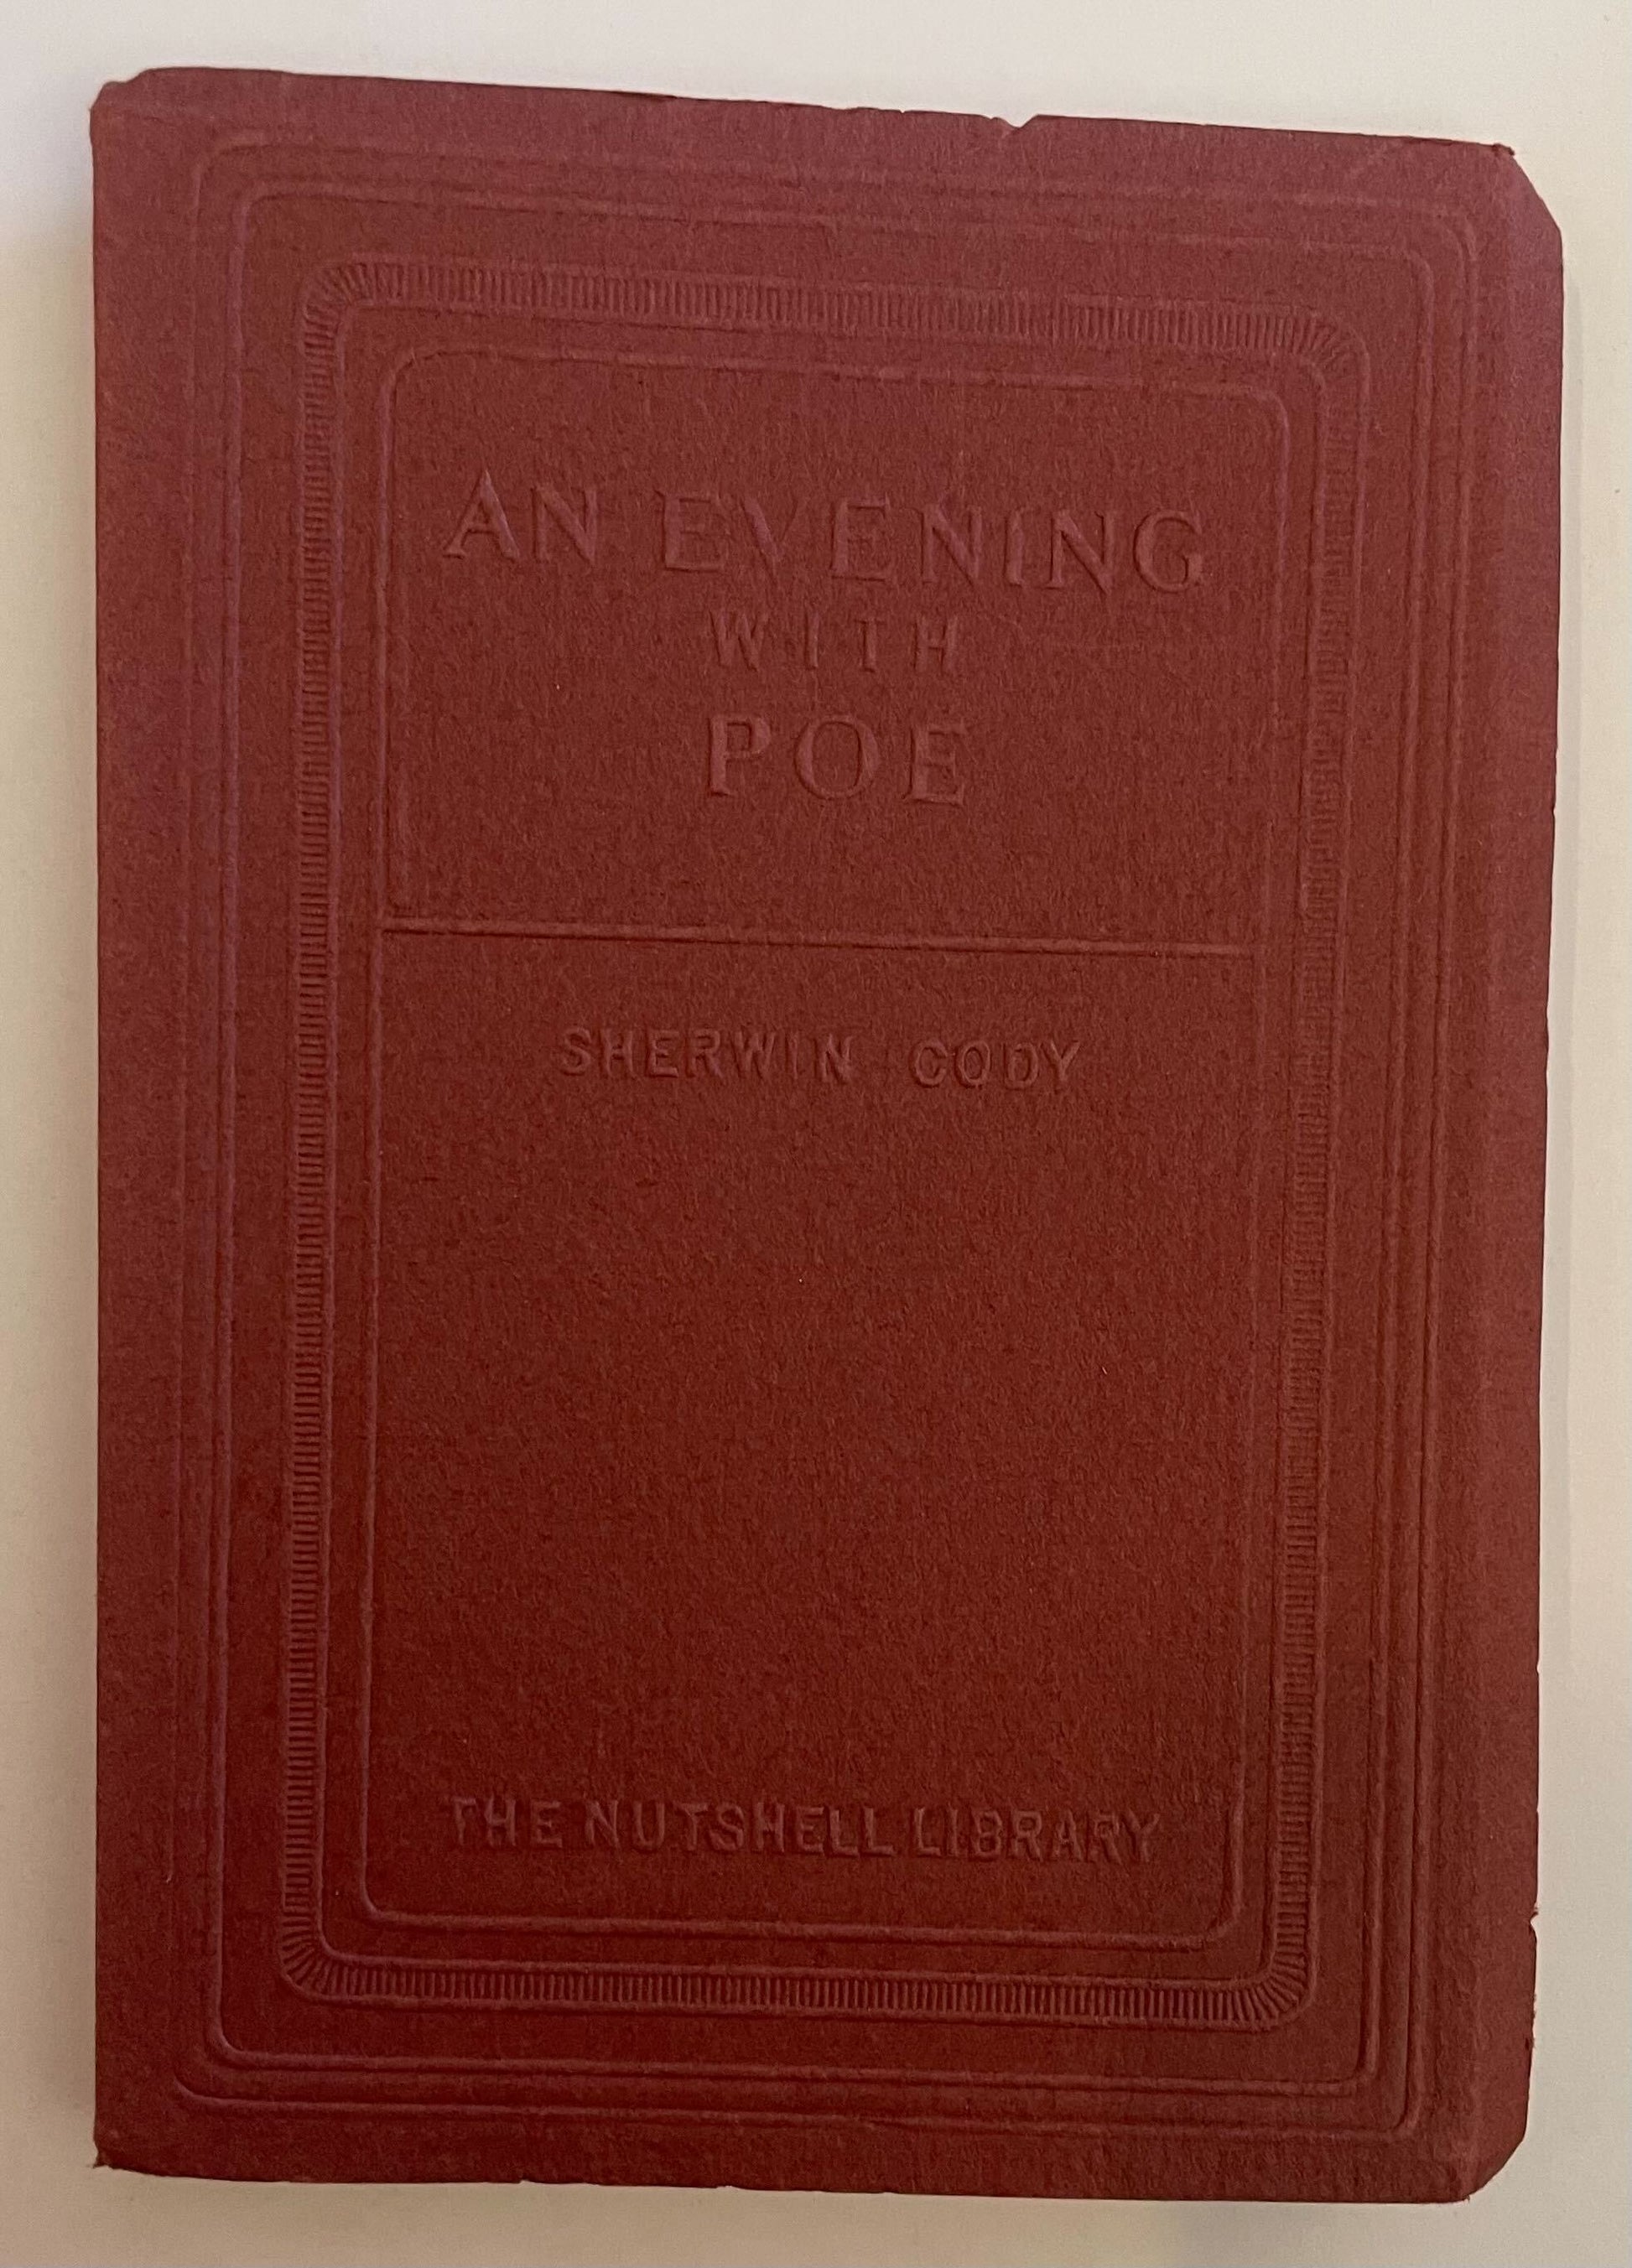 AN EVENING
WITH
POE
SHERWIN CODY
THE NUTSHELL LIBRARY